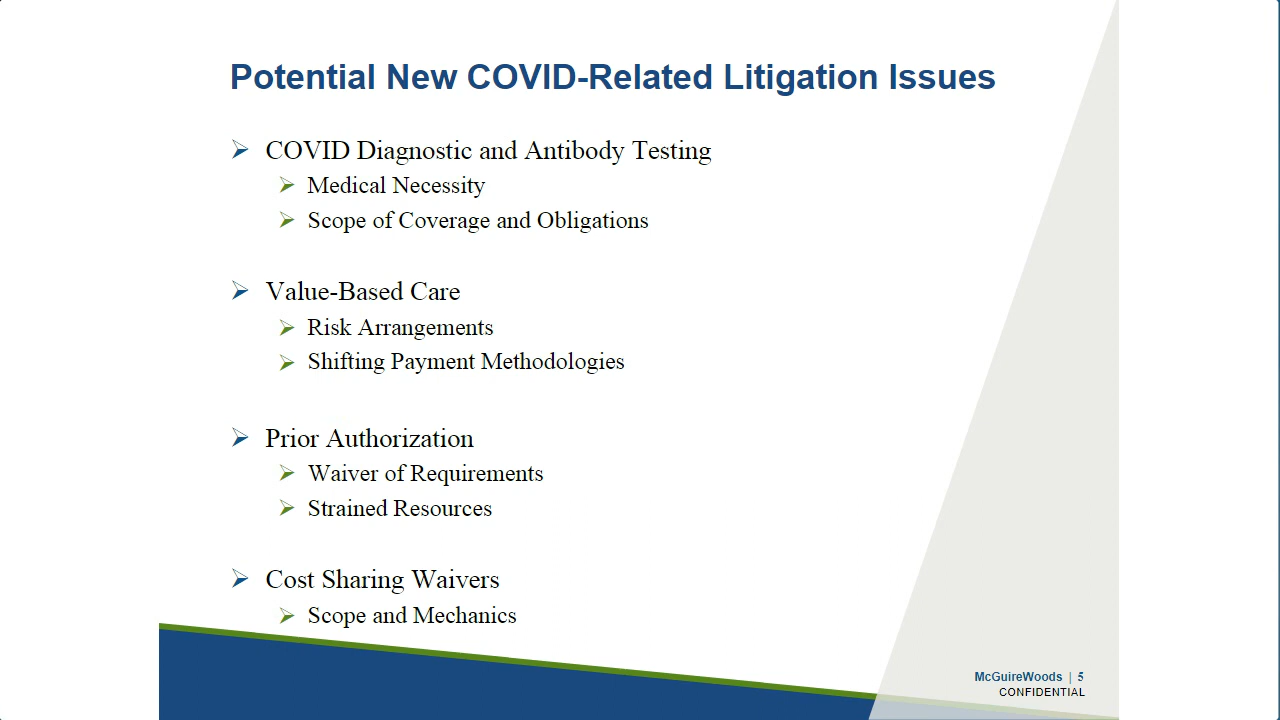 Potential New COVID-Related Litigation Issues
COVID Diagnostic and Antibody Testing
Medical Necessity
Scope of Coverage and Obligations
Value-Based Care
Risk Arrangements
Shifting Payment Methodologies
Prior Authorization
Waiver of Requirements
Strained Resources
Cost Sharing Waivers
Scope and Mechanics
McGuireWoods | 5
CONFIDENTIAL